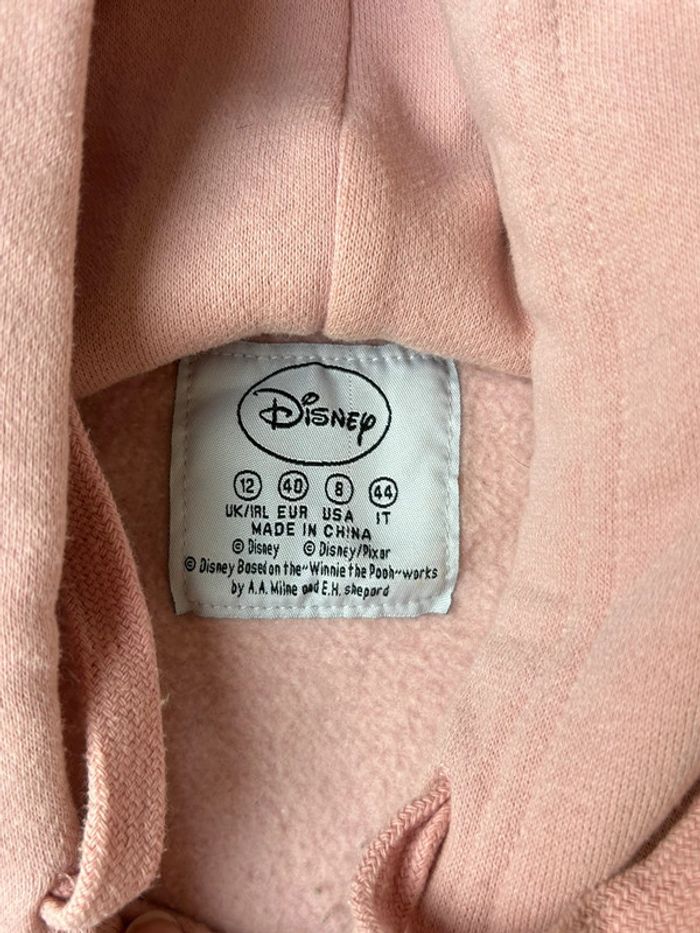 Disney
12 40 8 44
UK/IRL EUR USA IT
MADE IN CHINA
© Disney © Disney/Pixar
© Disney Based on the "Winnie the Pooh" works
by A.A. Milne and E.H. shepard